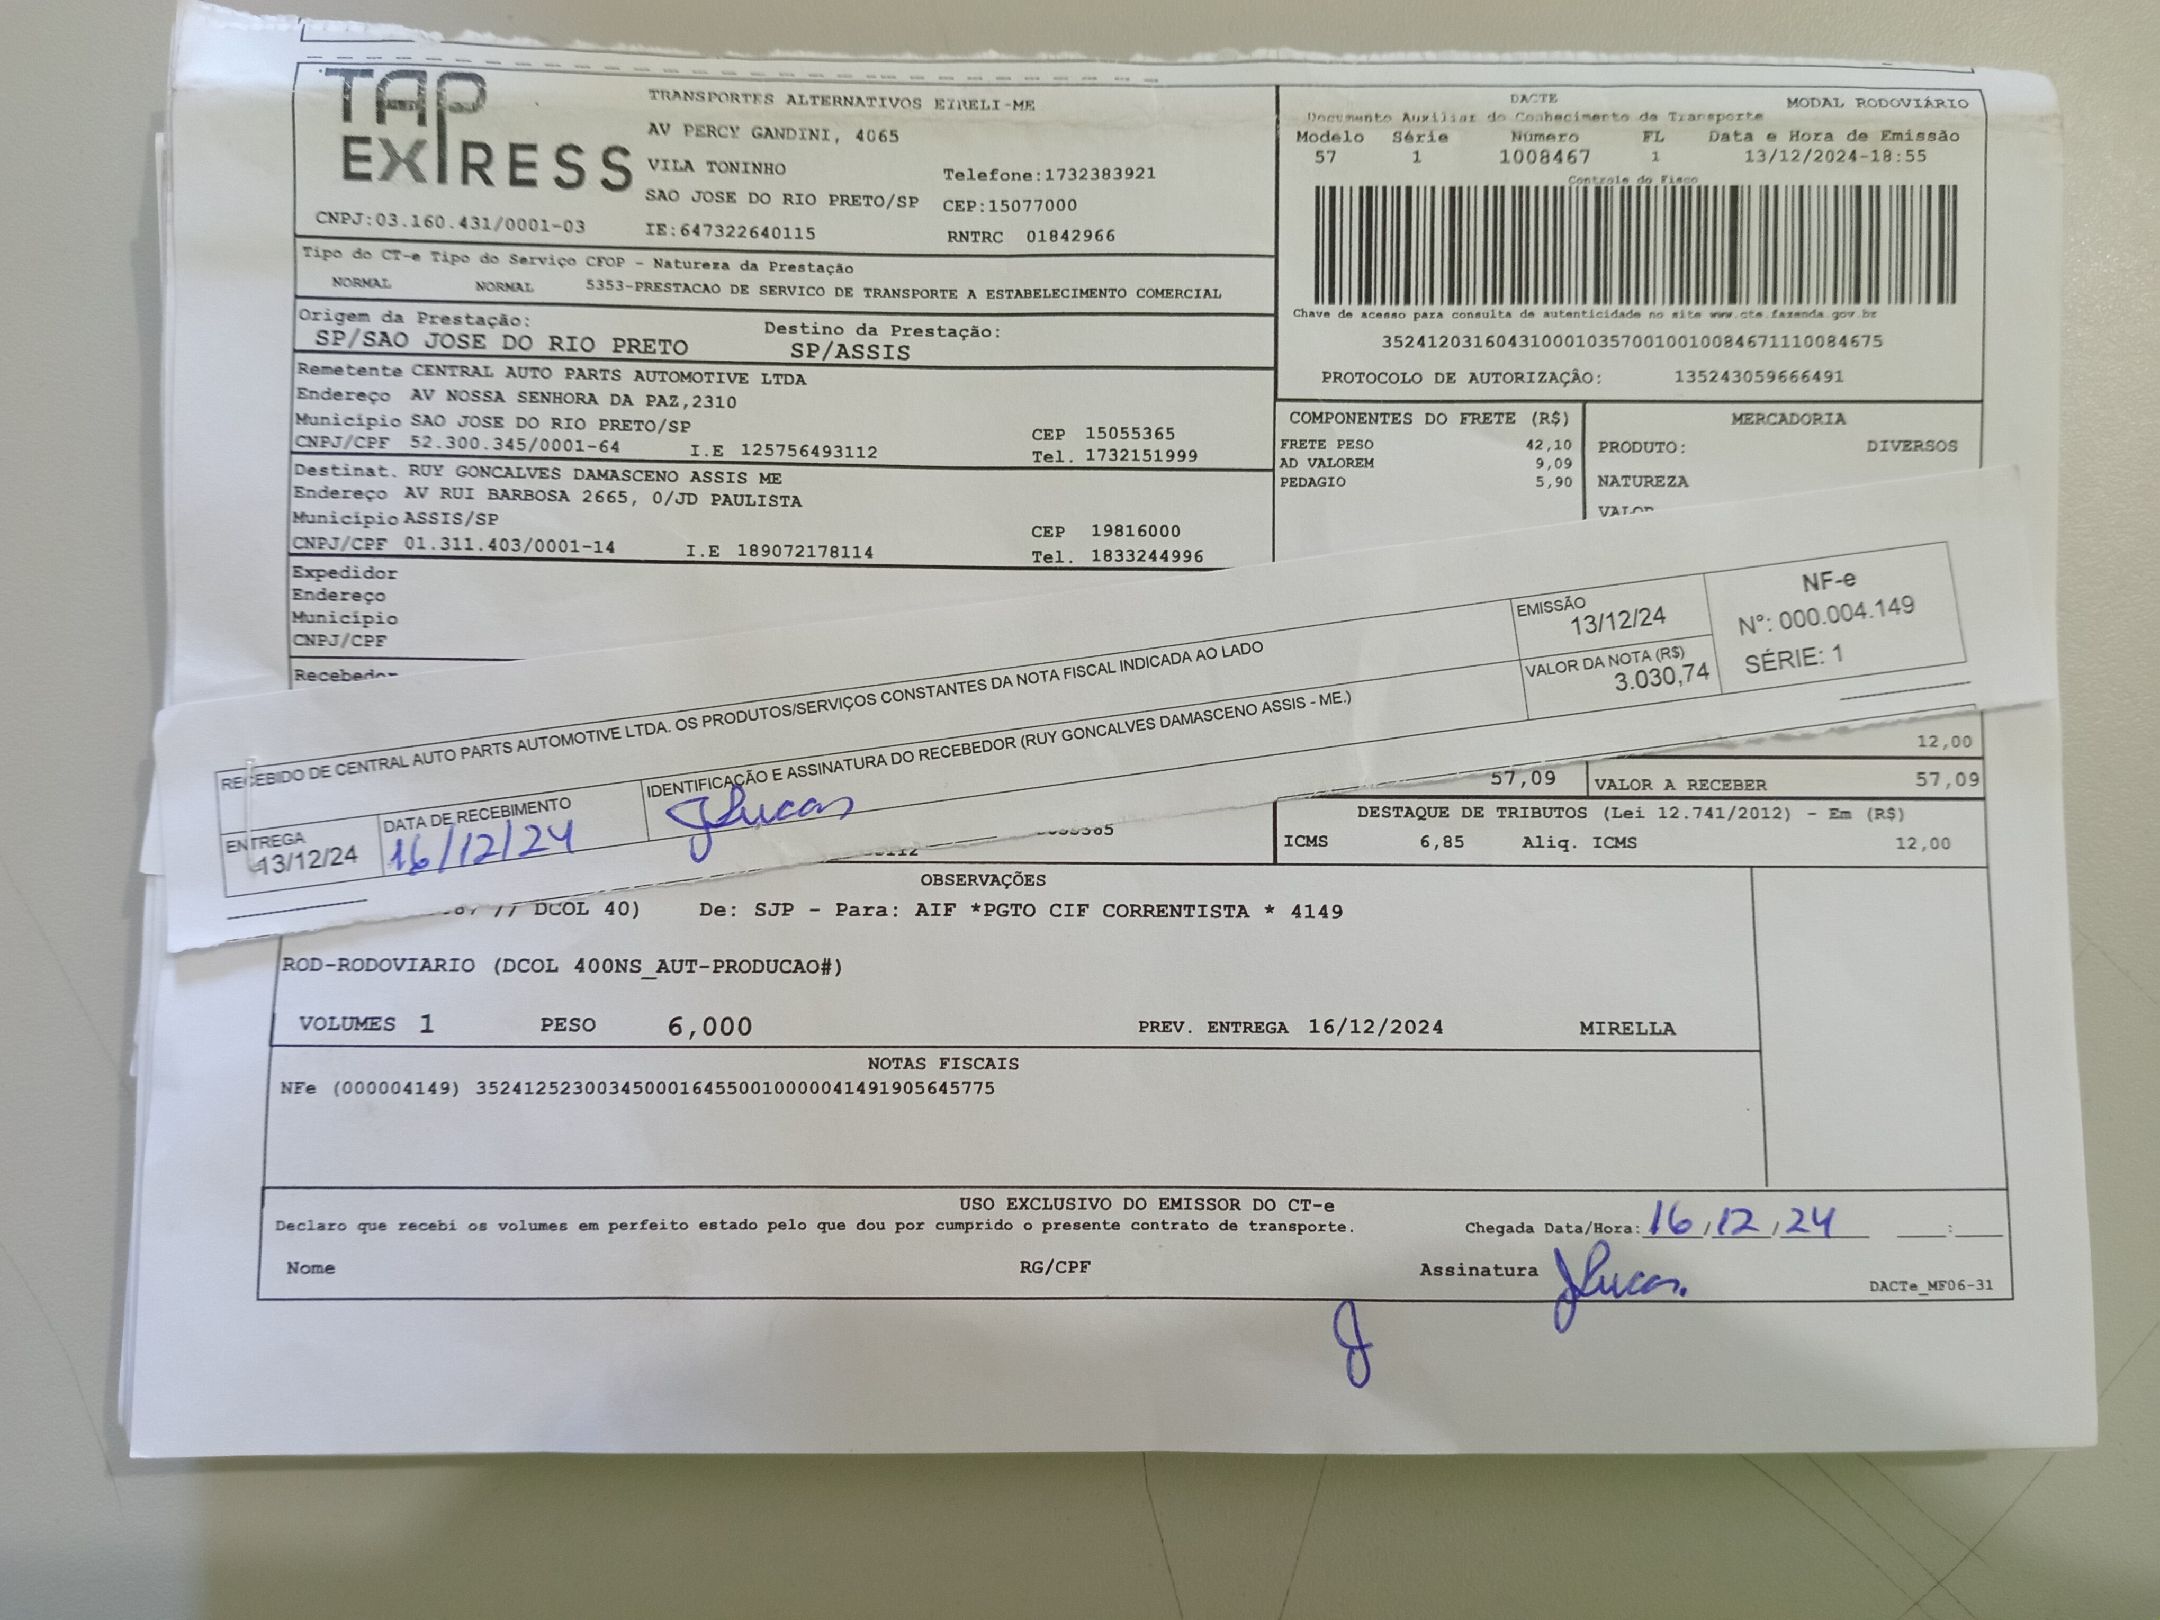 TAP EXPRESS
TRANSPORTES ALTERNATIVOS EIRELI-ME
AV PERCY GANDINI, 4065
VILA TONINHO Telefone:1732383921
SAO JOSE DO RIO PRETO/SP CEP:15077000
CNPJ:03.160.431/0001-03 IE:647322640115 RNTRC 01842966
DACTE MODAL RODOVIÁRIO
Documento Auxiliar do Conhecimento de Transporte
Modelo Série Número FL Data e Hora de Emissão
57 1 1008467 1 13/12/2024-18:55
Controle do Fisco
Chave de acesso para consulta de autenticidade no site www.cte.fazenda.gov.br
35241203160431000103570010010084671110084675
PROTOCOLO DE AUTORIZAÇÂO: 135243059666491
Tipo do CT-e Tipo do Serviço CFOP - Natureza da Prestação
NORMAL NORMAL 5353-PRESTACAO DE SERVICO DE TRANSPORTE A ESTABELECIMENTO COMERCIAL
Origem da Prestação: Destino da Prestação:
SP/SAO JOSE DO RIO PRETO SP/ASSIS
Remetente CENTRAL AUTO PARTS AUTOMOTIVE LTDA
Endereço AV NOSSA SENHORA DA PAZ,2310
Município SAO JOSE DO RIO PRETO/SP CEP 15055365
CNPJ/CPF 52.300.345/0001-64 I.E 125756493112 Tel. 1732151999
Destinat. RUY GONCALVES DAMASCENO ASSIS ME
Endereço AV RUI BARBOSA 2665, 0/JD PAULISTA
Município ASSIS/SP CEP 19816000
CNPJ/CPF 01.311.403/0001-14 I.E 189072178114 Tel. 1833244996
Expedidor
Endereço
Município
CNPJ/CPF
Recebedor
COMPONENTES DO FRETE (R$) MERCADORIA
FRETE PESO 42,10 PRODUTO: DIVERSOS
AD VALOREM 9,09
PEDAGIO 5,90 NATUREZA
VALOR
RECEBIDO DE CENTRAL AUTO PARTS AUTOMOTIVE LTDA. OS PRODUTOS/SERVIÇOS CONSTANTES DA NOTA FISCAL INDICADA AO LADO
EMISSÃO
13/12/24
VALOR DA NOTA (R$)
3.030,74
NF-e
N°: 000.004.149
SÉRIE: 1
ENTREGA
13/12/24
DATA DE RECEBIMENTO
16/12/24
IDENTIFICAÇÃO E ASSINATURA DO RECEBEDOR (RUY GONCALVES DAMASCENO ASSIS - ME.)
JLucas
12,00
57,09 VALOR A RECEBER 57,09
DESTAQUE DE TRIBUTOS (Lei 12.741/2012) - Em (R$)
ICMS 6,85 Aliq. ICMS 12,00
OBSERVAÇÕES
// DCOL 40) De: SJP - Para: AIF *PGTO CIF CORRENTISTA * 4149
ROD-RODOVIARIO (DCOL 400NS_AUT-PRODUCAO#)
VOLUMES 1 PESO 6,000 PREV. ENTREGA 16/12/2024 MIRELLA
NOTAS FISCAIS
NFe (000004149) 35241252300345000164550010000041491905645775
USO EXCLUSIVO DO EMISSOR DO CT-e
Declaro que recebi os volumes em perfeito estado pelo que dou por cumprido o presente contrato de transporte. Chegada Data/Hora: 16/12/24 :
Nome RG/CPF Assinatura JLucas.
DACTe_MF06-31
J